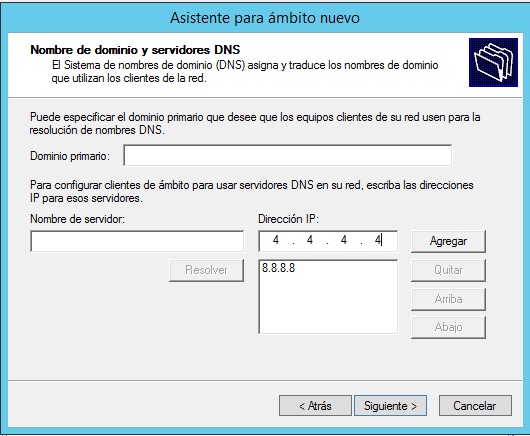 Asistente para ámbito nuevo
Nombre de dominio y servidores DNS
El Sistema de nombres de dominio (DNS) asigna y traduce los nombres de dominio
que utilizan los clientes de la red.
Puede especificar el dominio primario que desee que los equipos clientes de su red usen para la
resolución de nombres DNS.
Dominio primario:
Para configurar clientes de ámbito para usar servidores DNS en su red, escriba las direcciones
IP para esos servidores.
Nombre de servidor:
Dirección IP:
4 . 4 . 4 . 4
Agregar
Resolver
8.8.8.8
Quitar
Arriba
Abajo
< Atrás
Siguiente >
Cancelar